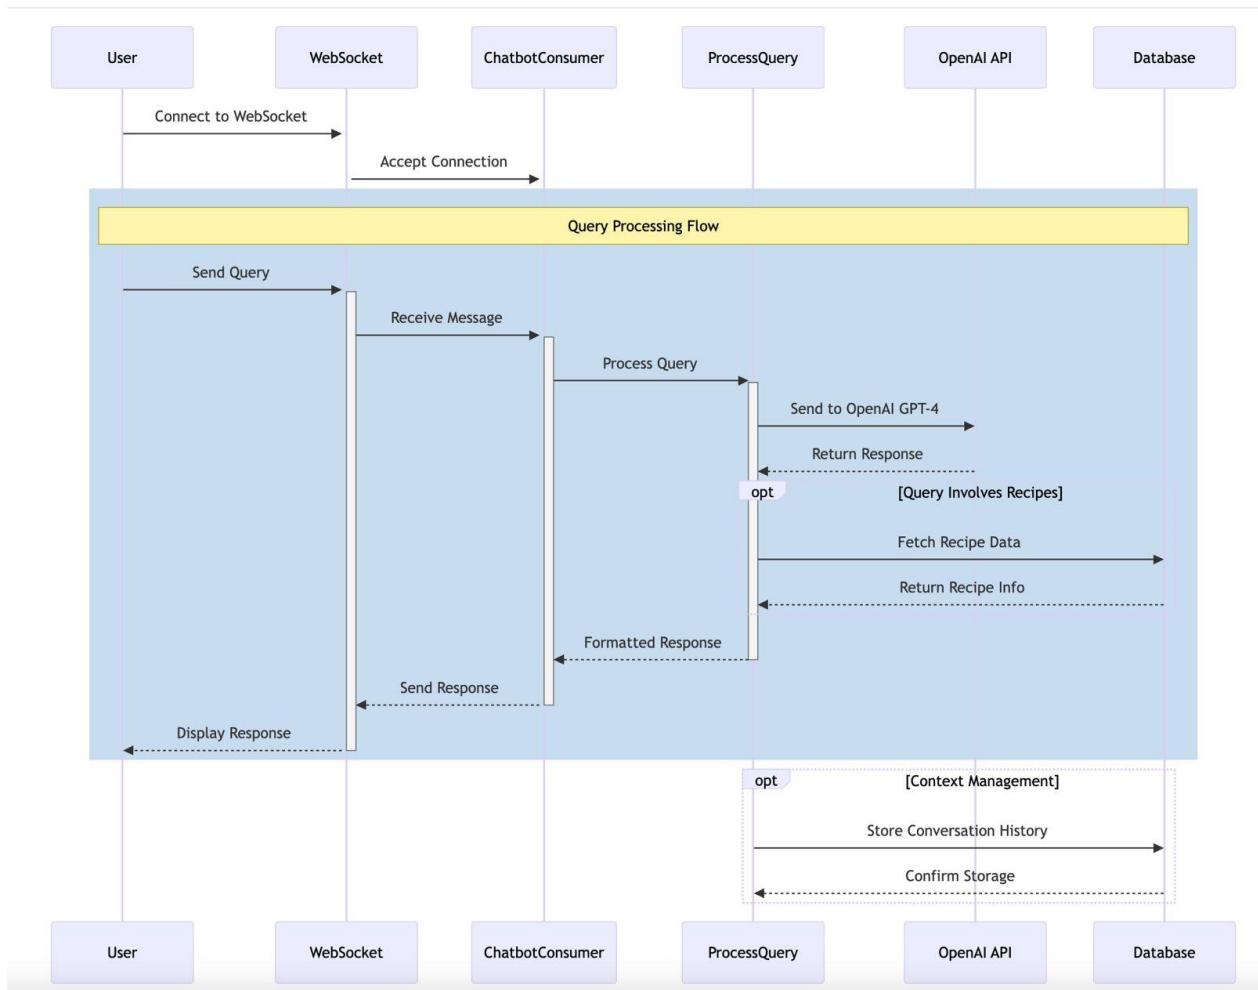 User
WebSocket
ChatbotConsumer
ProcessQuery
OpenAI API
Database
Connect to WebSocket
Accept Connection
Query Processing Flow
Send Query
Receive Message
Process Query
Send to OpenAI GPT-4
Return Response
opt
[Query Involves Recipes]
Fetch Recipe Data
Return Recipe Info
Formatted Response
Send Response
Display Response
opt
[Context Management]
Store Conversation History
Confirm Storage
User
WebSocket
ChatbotConsumer
ProcessQuery
OpenAI API
Database